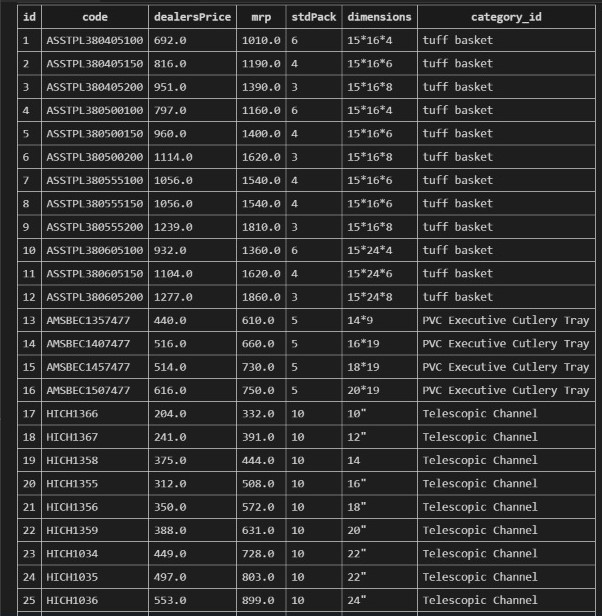 id code dealersPrice mrp stdPack dimensions category_id
1 ASSTPL380405100 692.0 1010.0 6 15*16*4 tuff basket
2 ASSTPL380405150 816.0 1190.0 4 15*16*6 tuff basket
3 ASSTPL380405200 951.0 1390.0 3 15*16*8 tuff basket
4 ASSTPL380500100 797.0 1160.0 6 15*16*4 tuff basket
5 ASSTPL380500150 960.0 1400.0 4 15*16*6 tuff basket
6 ASSTPL380500200 1114.0 1620.0 3 15*16*8 tuff basket
7 ASSTPL380555100 1056.0 1540.0 4 15*16*6 tuff basket
8 ASSTPL380555150 1056.0 1540.0 4 15*16*6 tuff basket
9 ASSTPL380555200 1239.0 1810.0 3 15*16*8 tuff basket
10 ASSTPL380605100 932.0 1360.0 6 15*24*4 tuff basket
11 ASSTPL380605150 1104.0 1620.0 4 15*24*6 tuff basket
12 ASSTPL380605200 1277.0 1860.0 3 15*24*8 tuff basket
13 AMSBEC1357477 440.0 610.0 5 14*9 PVC Executive Cutlery Tray
14 AMSBEC1407477 516.0 660.0 5 16*19 PVC Executive Cutlery Tray
15 AMSBEC1457477 514.0 730.0 5 18*19 PVC Executive Cutlery Tray
16 AMSBEC1507477 616.0 750.0 5 20*19 PVC Executive Cutlery Tray
17 HICH1366 204.0 332.0 10 10" Telescopic Channel
18 HICH1367 241.0 391.0 10 12" Telescopic Channel
19 HICH1358 375.0 444.0 10 14 Telescopic Channel
20 HICH1355 312.0 508.0 10 16" Telescopic Channel
21 HICH1356 350.0 572.0 10 18" Telescopic Channel
22 HICH1359 388.0 631.0 10 20" Telescopic Channel
23 HICH1034 449.0 728.0 10 22" Telescopic Channel
24 HICH1035 497.0 803.0 10 22" Telescopic Channel
25 HICH1036 553.0 899.0 10 24" Telescopic Channel